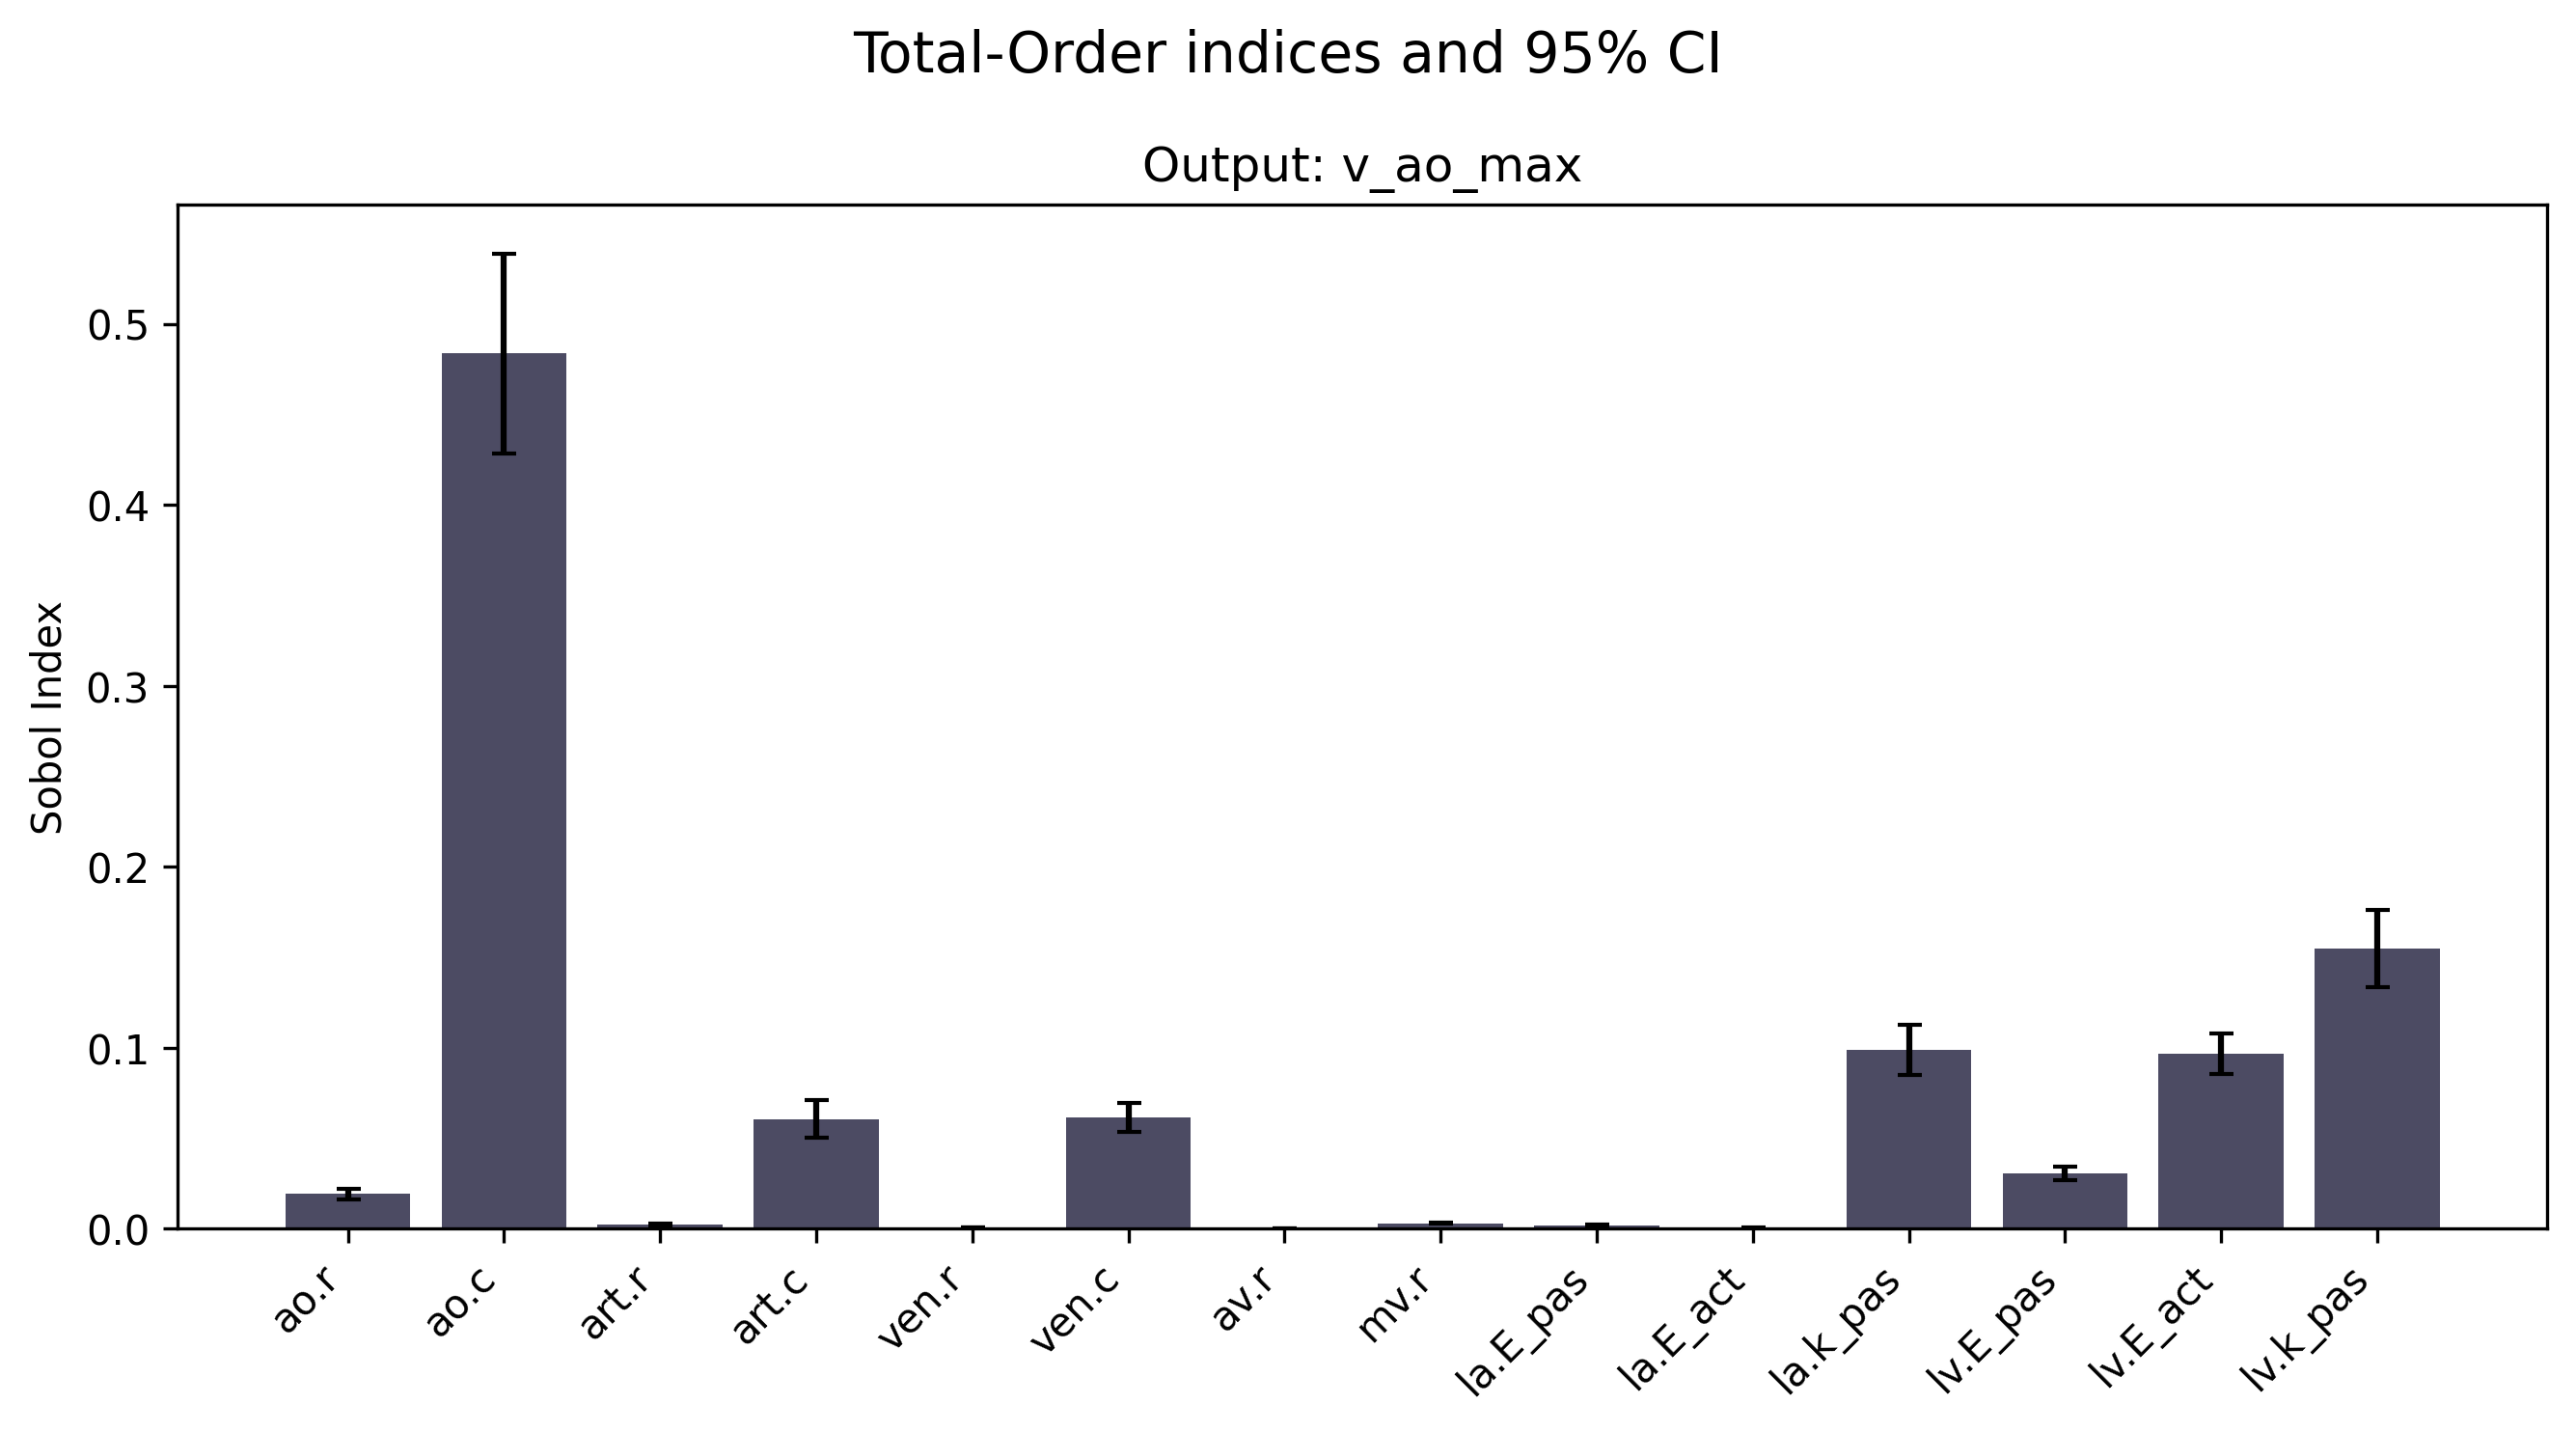 Total-Order indices and 95% CI
Output: v_ao_max
Sobol Index
0.5
0.4
0.3
0.2
0.1
0.0
ao.r
ao.c
art.r
art.c
ven.r
ven.c
av.r
mv.r
la.E_pas
la.E_act
la.k_pas
lv.E_pas
lv.E_act
lv.k_pas